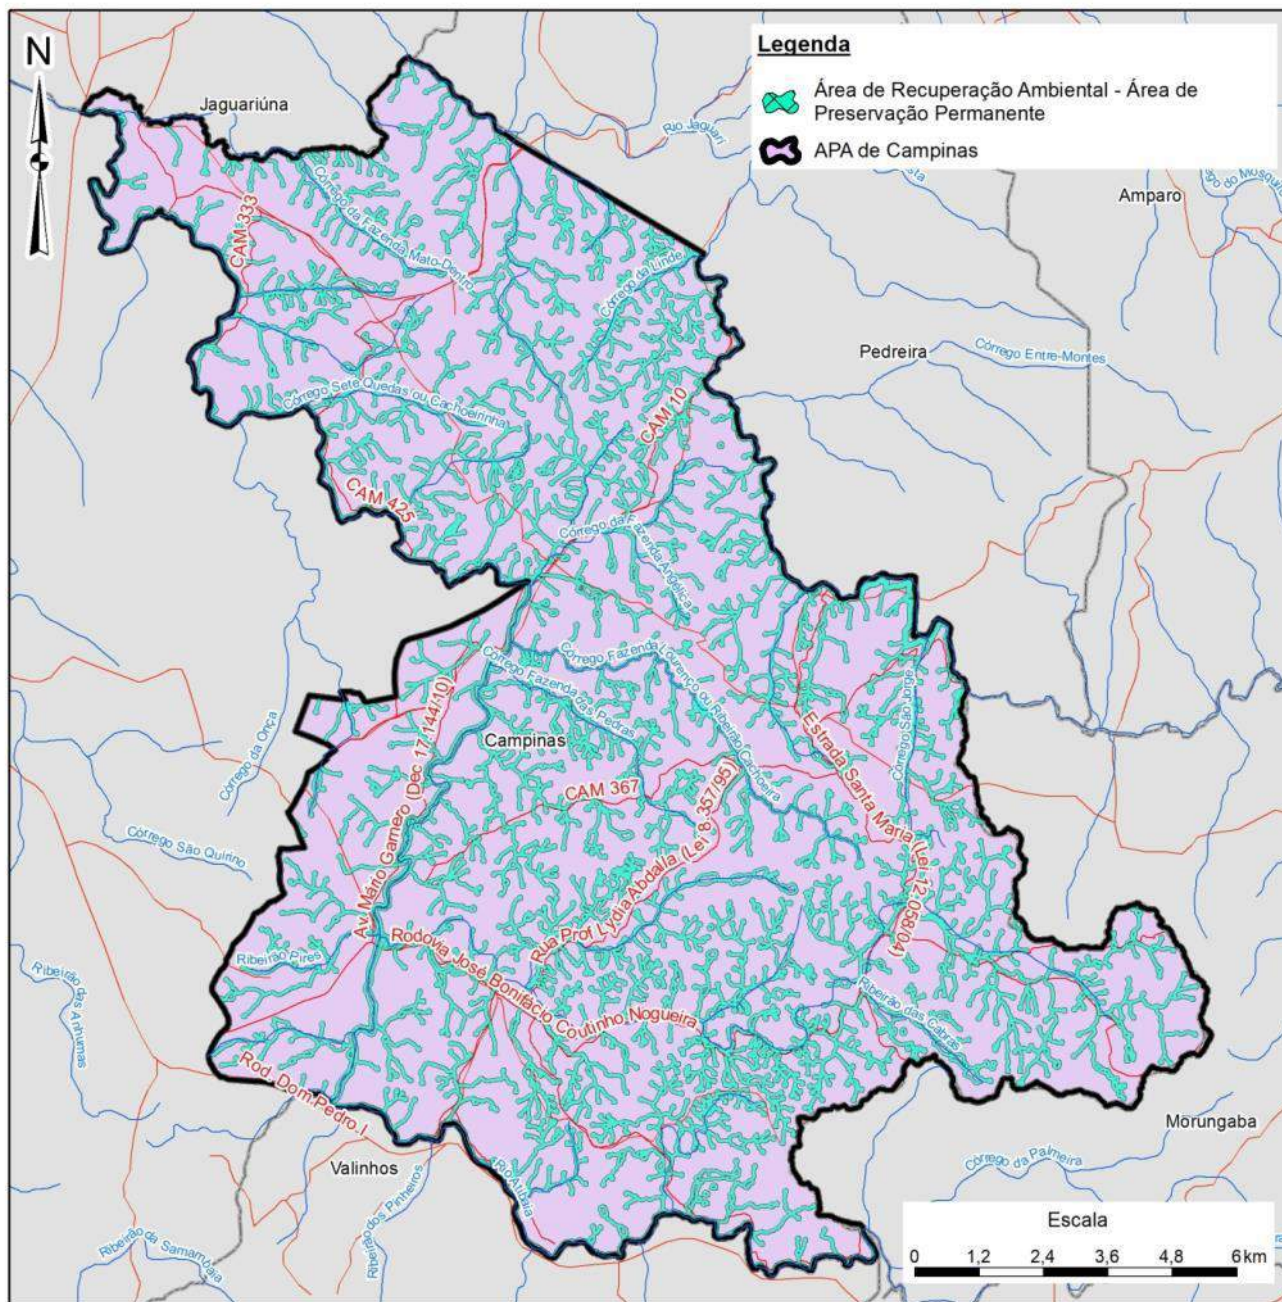 N
Legenda
Área de Recuperação Ambiental - Área de
Preservação Permanente
APA de Campinas
Jaguariúna
Rio Jaguari
Amparo
CAM 333
Córrego da Fazenda Mato-Dentro
Córrego da Linde
Pedreira
Córrego Entre-Montes
Córrego Sete Quedas ou Cachoeirinha
CAM 10
CAM 425
Córrego da Fazenda Angélica
Córrego Fazenda Lourenço ou Ribeirão Cachoeira
Córrego Fazenda das Pedras
Córrego São Jorge
Córrego da Onça
Campinas
Av. Mário Garnero (Dec 17.144/10)
Estrada Santa Maria (Lei 12.058/04)
CAM 367
Rua Prof Lydia Abdalla (Lei 8.357/95)
Córrego São Quirino
Ribeirão Pires
Rodovia José Bonifácio Coutinho Nogueira
Ribeirão das Anhumas
Ribeirão das Cabras
Rod. Dom Pedro I
Morungaba
Valinhos
Rio Atibaia
Córrego da Palmeira
Ribeirão dos Pinheiros
Ribeirão da Samambaia
Escala
0 1,2 2,4 3,6 4,8 6 km